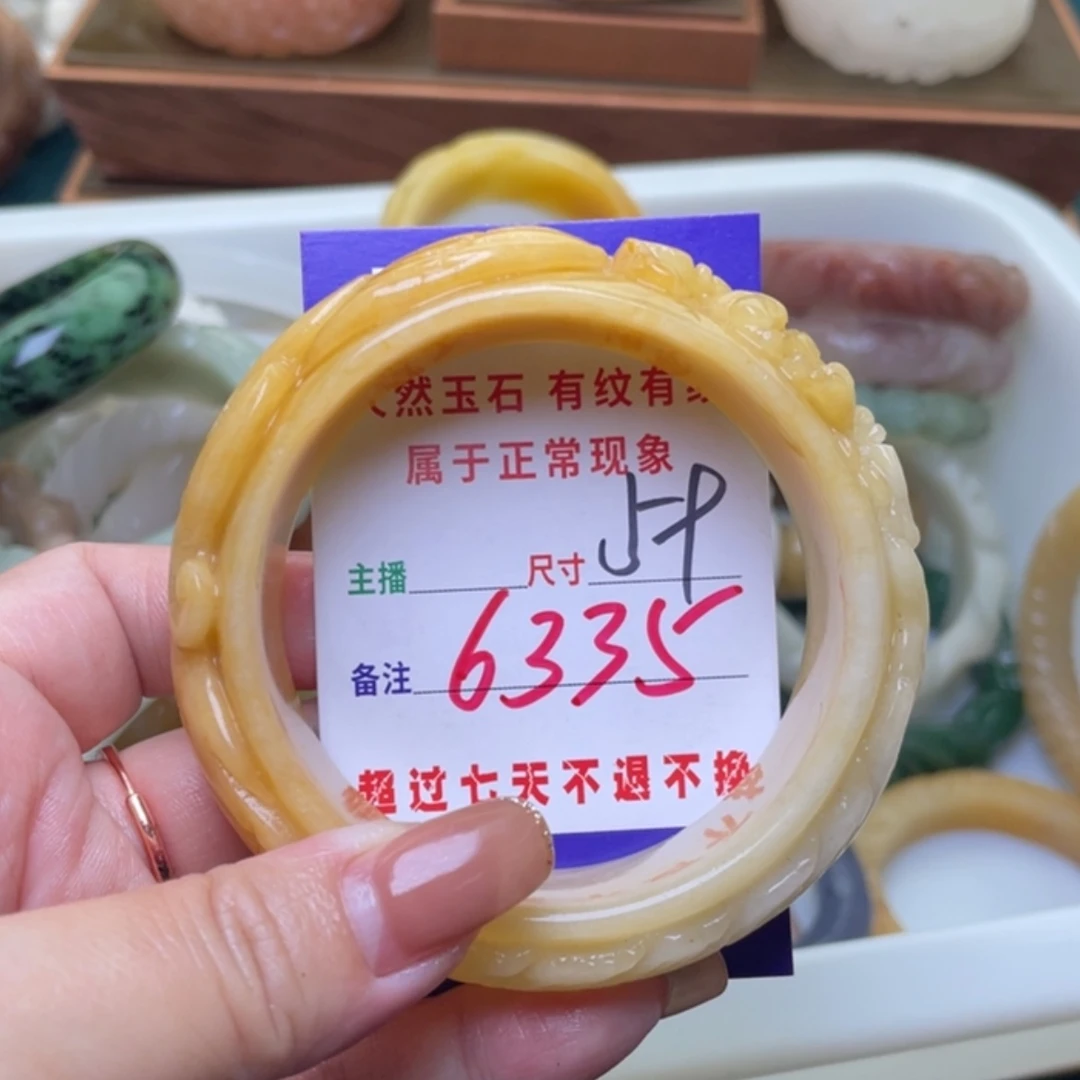 然玉石 有纹有
属于正常现象
主播 尺寸 59
备注 6335
超过七天不退不换